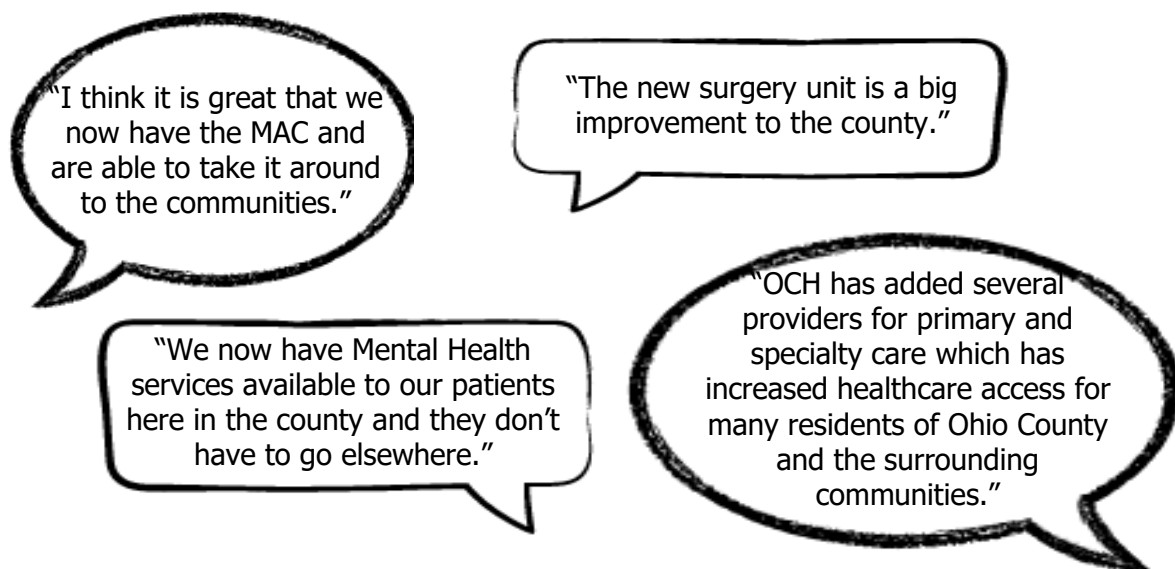 “I think it is great that we
now have the MAC and
are able to take it around
to the communities.”
“The new surgery unit is a big
improvement to the county.”
“We now have Mental Health
services available to our patients
here in the county and they don’t
have to go elsewhere.”
“OCH has added several
providers for primary and
specialty care which has
increased healthcare access for
many residents of Ohio County
and the surrounding
communities.”